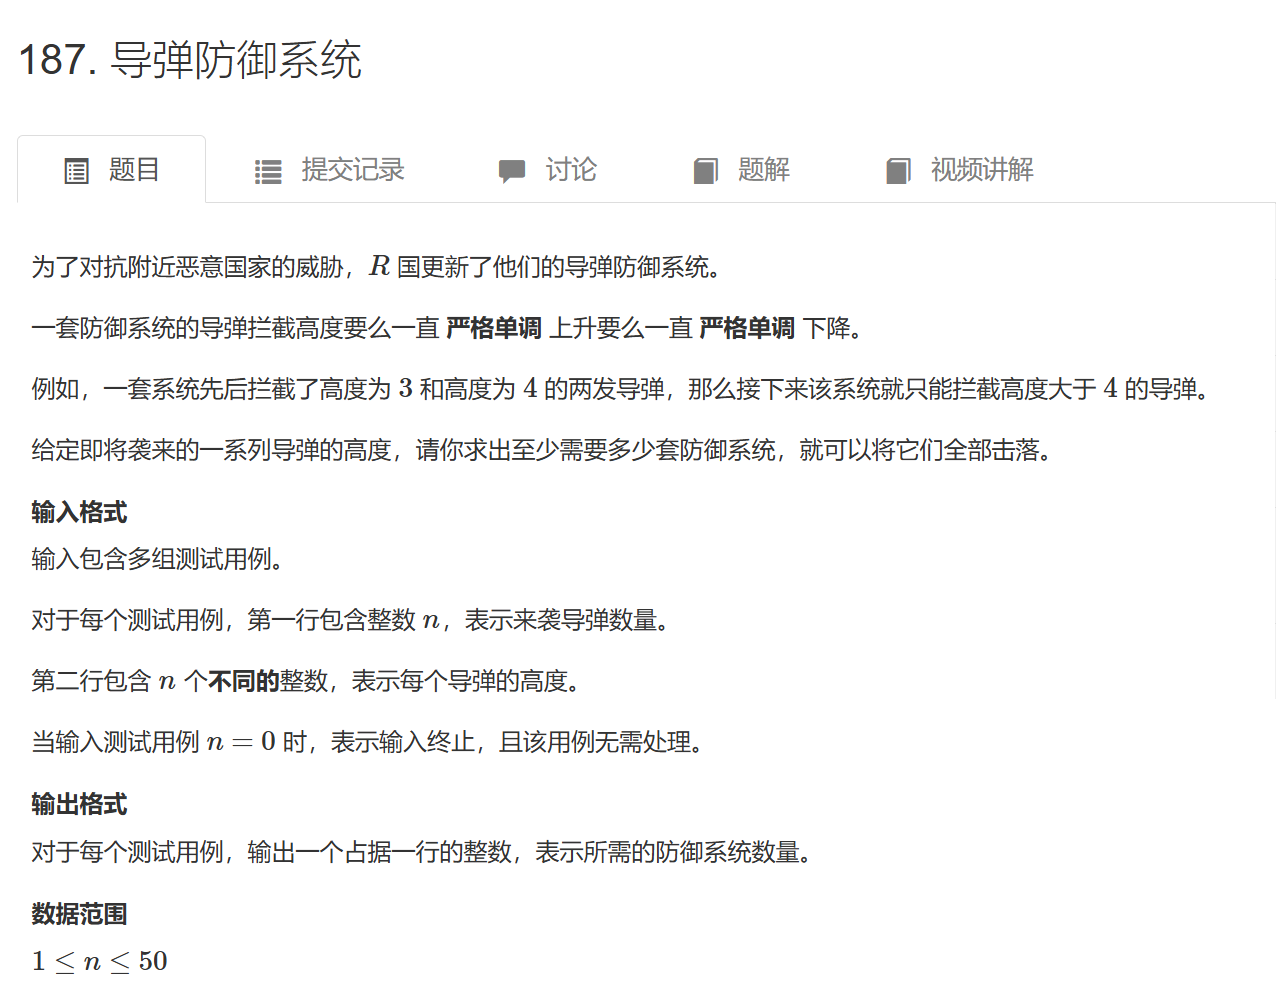 187. 导弹防御系统
题目 提交记录 讨论 题解 视频讲解
为了对抗附近恶意国家的威胁，R 国更新了他们的导弹防御系统。
一套防御系统的导弹拦截高度要么一直 严格单调 上升要么一直 严格单调 下降。
例如，一套系统先后拦截了高度为 3 和高度为 4 的两发导弹，那么接下来该系统就只能拦截高度大于 4 的导弹。
给定即将袭来的一系列导弹的高度，请你求出至少需要多少套防御系统，就可以将它们全部击落。
输入格式
输入包含多组测试用例。
对于每个测试用例，第一行包含整数 n，表示来袭导弹数量。
第二行包含 n 个不同的整数，表示每个导弹的高度。
当输入测试用例 n = 0 时，表示输入终止，且该用例无需处理。
输出格式
对于每个测试用例，输出一个占据一行的整数，表示所需的防御系统数量。
数据范围
1 ≤ n ≤ 50